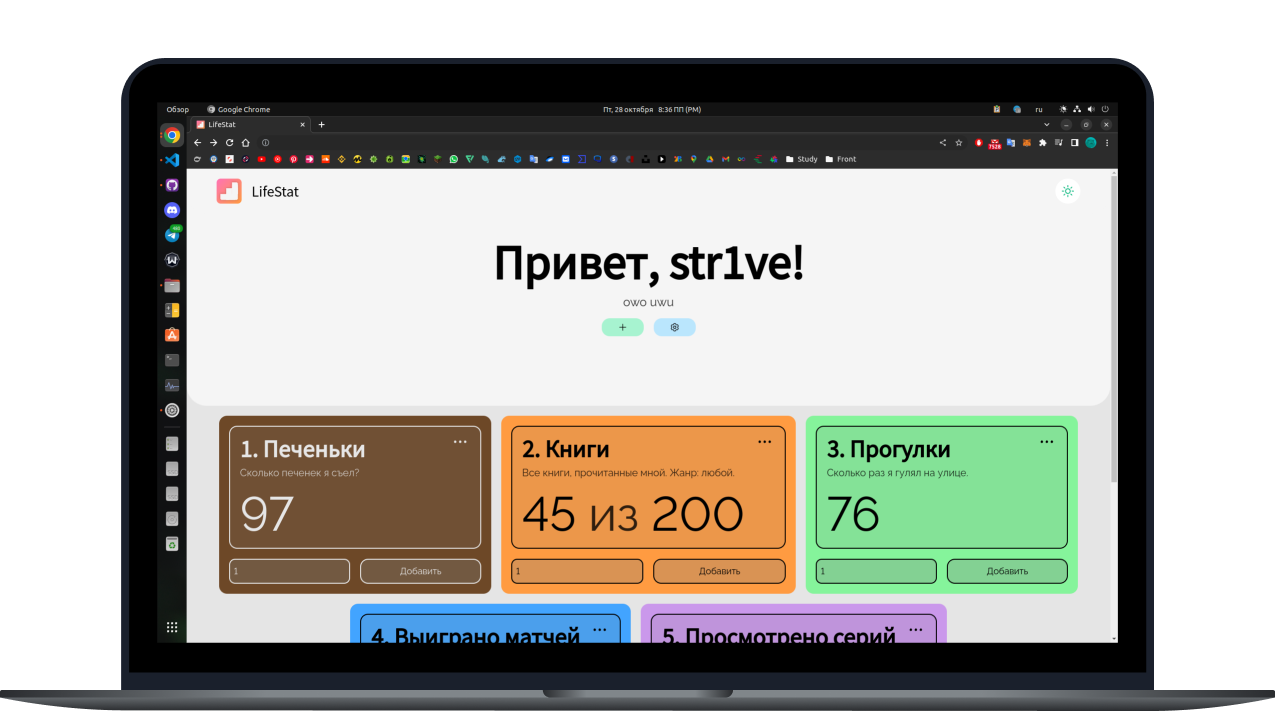 Обзор
Google Chrome
Пт, 28 октября 8:36 ПП (PM)
ru
LifeStat
Study
Front
LifeStat
Привет, str1ve!
owo uwu
1. Печеньки
Сколько печенек я съел?
97
1
Добавить
2. Книги
Все книги, прочитанные мной. Жанр: любой.
45 из 200
1
Добавить
3. Прогулки
Сколько раз я гулял на улице.
76
1
Добавить
4. Выиграно матчей
5. Просмотрено серий